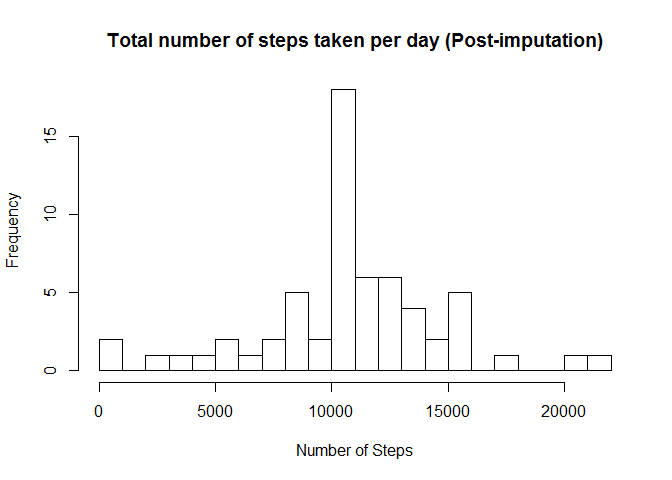 Total number of steps taken per day (Post-imputation)
Frequency
15
10
5
0
0 5000 10000 15000 20000
Number of Steps